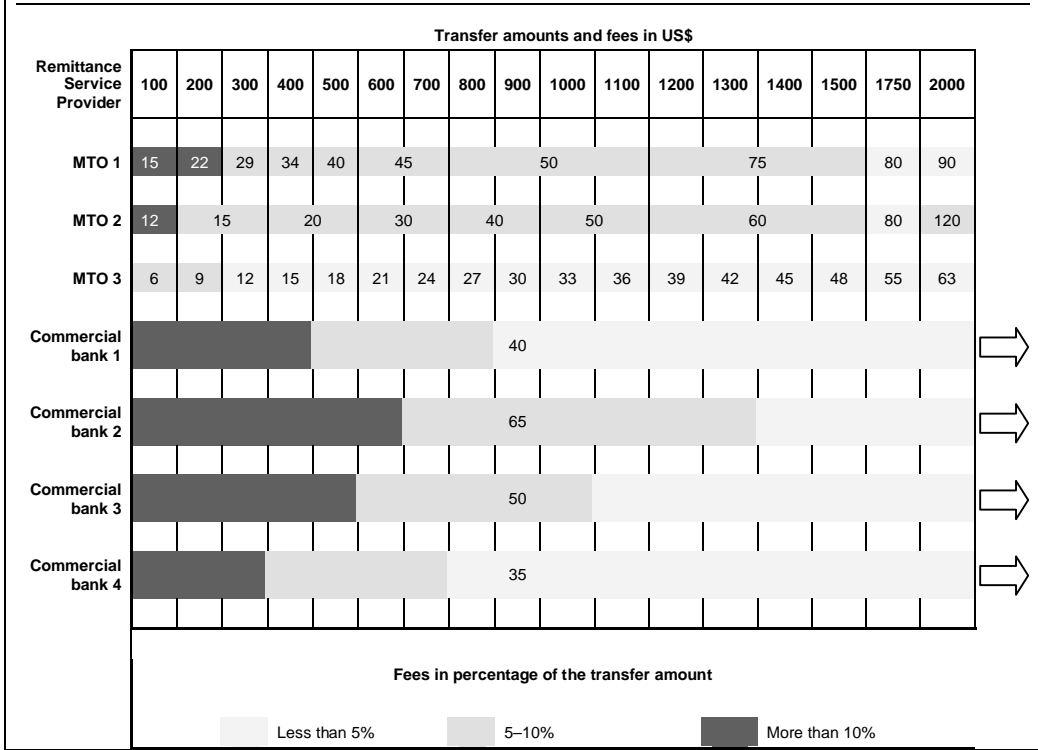 Transfer amounts and fees in US$
Remittance
Service
Provider
100 200 300 400 500 600 700 800 900 1000 1100 1200 1300 1400 1500 1750 2000
MTO 1 15 22 29 34 40 45 50 75 80 90
MTO 2 12 15 20 30 40 50 60 80 120
MTO 3 6 9 12 15 18 21 24 27 30 33 36 39 42 45 48 55 63
Commercial
bank 1 40
Commercial
bank 2 65
Commercial
bank 3 50
Commercial
bank 4 35
Fees in percentage of the transfer amount
Less than 5% 5–10% More than 10%